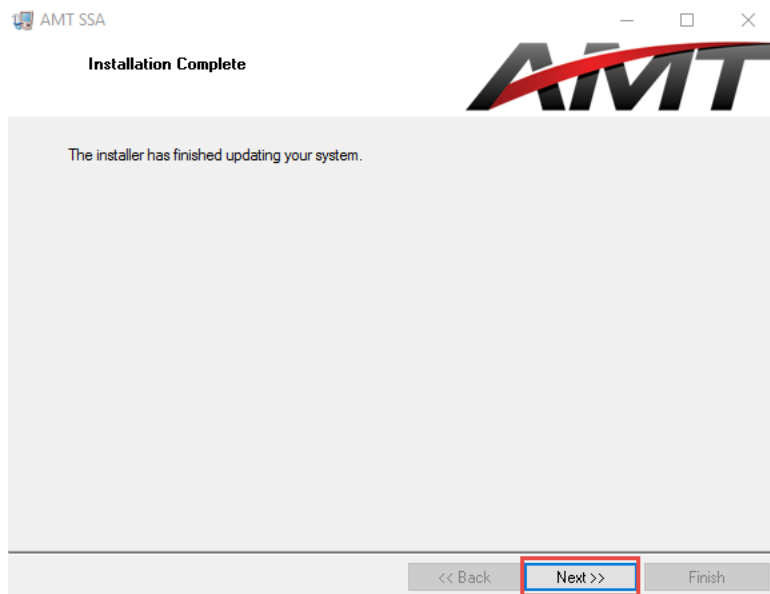 AMT SSA
Installation Complete
AMT
The installer has finished updating your system.
<< Back
Next >>
Finish